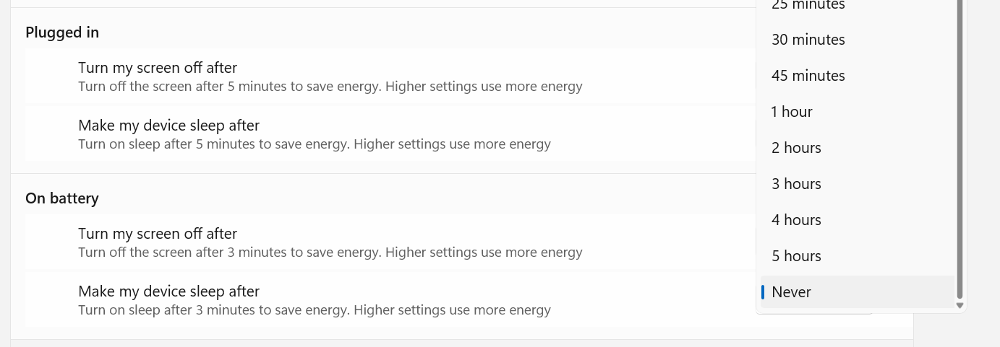 Plugged in
Turn my screen off after
Turn off the screen after 5 minutes to save energy. Higher settings use more energy
Make my device sleep after
Turn on sleep after 5 minutes to save energy. Higher settings use more energy
On battery
Turn my screen off after
Turn off the screen after 3 minutes to save energy. Higher settings use more energy
Make my device sleep after
Turn on sleep after 3 minutes to save energy. Higher settings use more energy
25 minutes
30 minutes
45 minutes
1 hour
2 hours
3 hours
4 hours
5 hours
Never